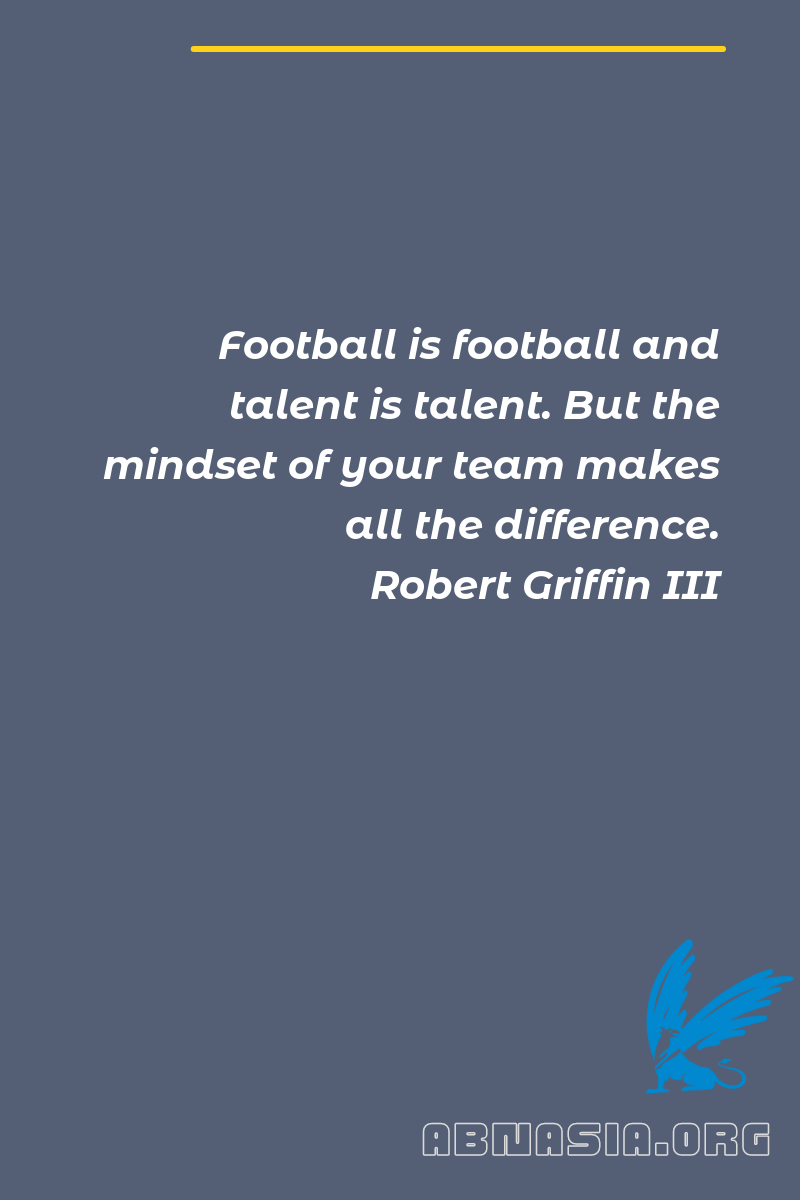 Football is football and
talent is talent. But the
mindset of your team makes
all the difference.
Robert Griffin III
ABNASIA.ORG